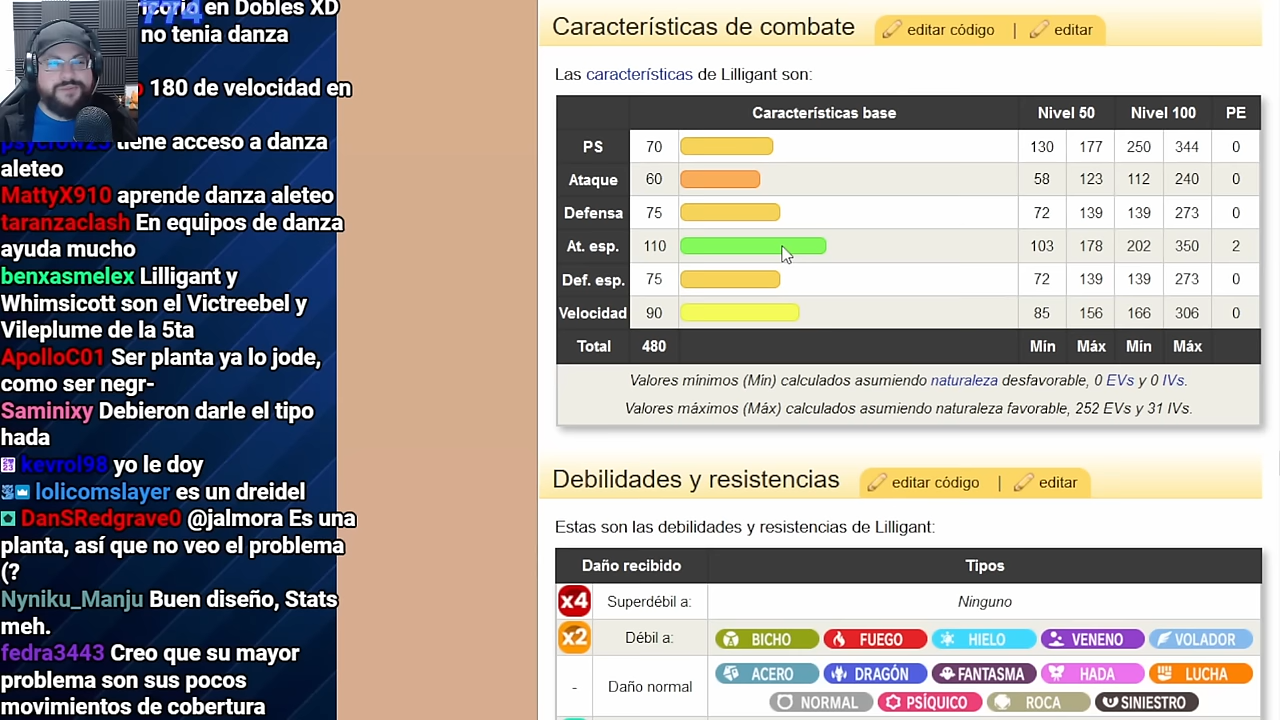 774
ricorio en Dobles XD
no tenia danza
180 de velocidad en
psycrow23 tiene acceso a danza
aleteo
MattyX910 aprende danza aleteo
taranzaclash En equipos de danza
ayuda mucho
benxasmelex Lilligant y
Whimsicott son el Victreebel y
Vileplume de la 5ta
ApolloC01 Ser planta ya lo jode,
como ser negr-
Saminixy Debieron darle el tipo
hada
kevrol98 yo le doy
lolicomslayer es un dreidel
DanSRedgrave0 @jalmora Es una
planta, así que no veo el problema
(?
Nyniku_Manju Buen diseño, Stats
meh.
fedra3443 Creo que su mayor
problema son sus pocos
movimientos de cobertura
Características de combate editar código | editar
Las características de Lilligant son:
Características base Nivel 50 Nivel 100 PE
PS 70 130 177 250 344 0
Ataque 60 58 123 112 240 0
Defensa 75 72 139 139 273 0
At. esp. 110 103 178 202 350 2
Def. esp. 75 72 139 139 273 0
Velocidad 90 85 156 166 306 0
Total 480 Mín Máx Mín Máx
Valores mínimos (Min) calculados asumiendo naturaleza desfavorable, 0 EVs y 0 IVs.
Valores máximos (Máx) calculados asumiendo naturaleza favorable, 252 EVs y 31 IVs.
Debilidades y resistencias editar código | editar
Estas son las debilidades y resistencias de Lilligant:
Daño recibido Tipos
x4 Superdébil a: Ninguno
x2 Débil a: BICHO FUEGO HIELO VENENO VOLADOR
- Daño normal ACERO DRAGÓN FANTASMA HADA LUCHA
NORMAL PSÍQUICO ROCA SINIESTRO